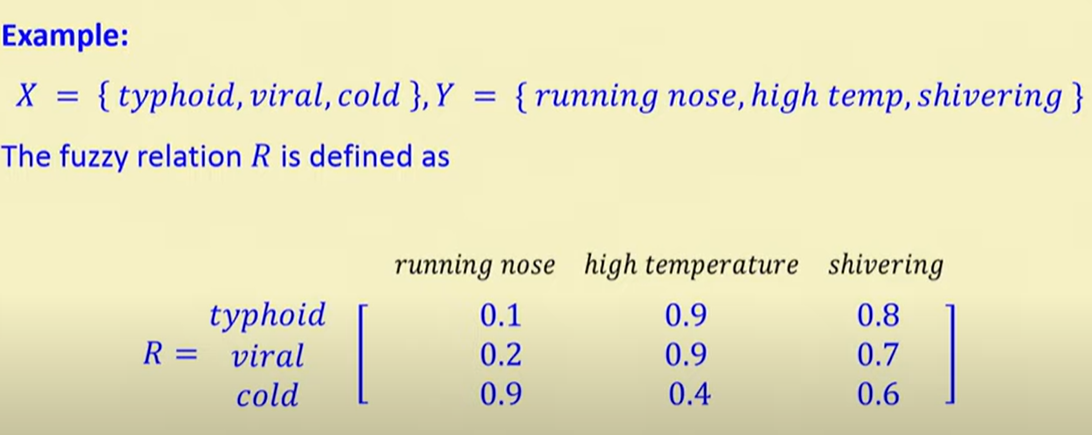 Example:
X = { typhoid, viral, cold }, Y = { running nose, high temp, shivering }
The fuzzy relation R is defined as
running nose high temperature shivering
typhoid 0.1 0.9 0.8
R = viral 0.2 0.9 0.7
cold 0.9 0.4 0.6